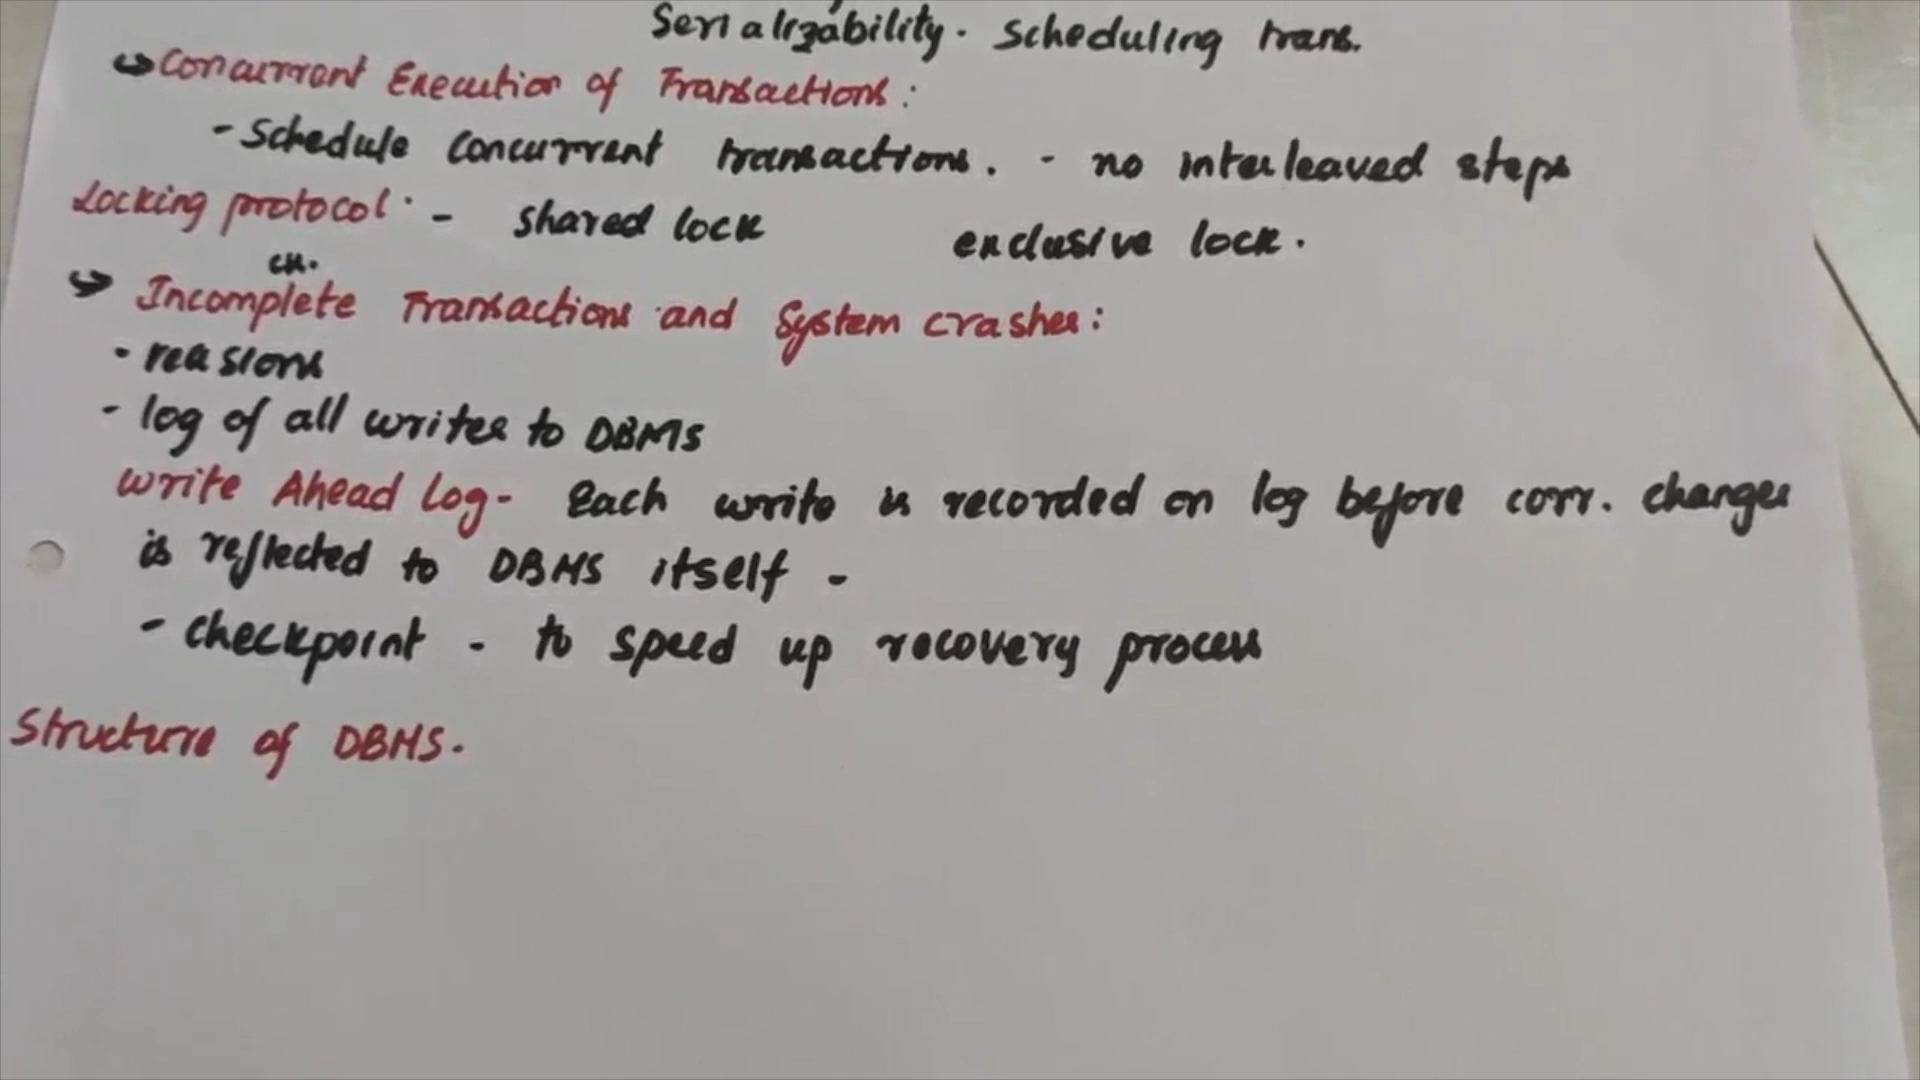 Serializability. Scheduling trans.
↪ Concurrent Execution of Transactions:
- Schedule concurrent transactions. - no interleaved steps
Locking protocol. - shared lock exclusive lock.
↪ Incomplete Transactions and System crashes:
- reasions
- log of all writes to DBMS
Write Ahead Log - Each write is recorded on log before corr. changes
is reflected to DBMS itself -
- checkpoint - to speed up recovery process
Structure of DBMS.